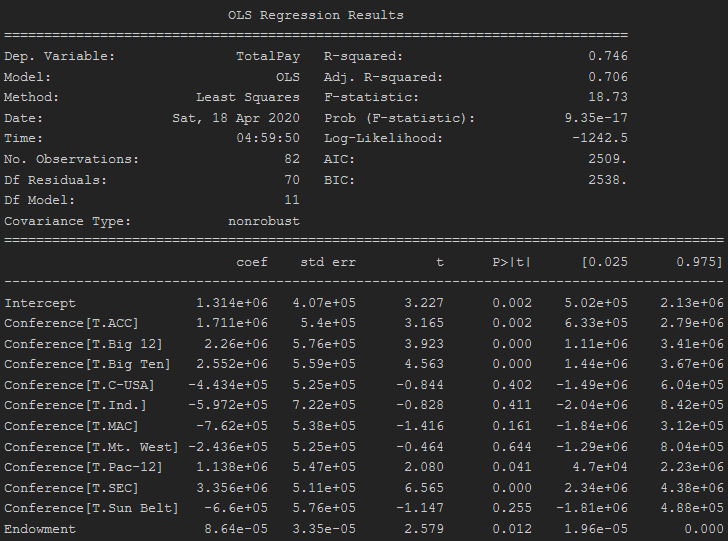 OLS Regression Results
==============================================================================
Dep. Variable: TotalPay R-squared: 0.746
Model: OLS Adj. R-squared: 0.706
Method: Least Squares F-statistic: 18.73
Date: Sat, 18 Apr 2020 Prob (F-statistic): 9.35e-17
Time: 04:59:50 Log-Likelihood: -1242.5
No. Observations: 82 AIC: 2509.
Df Residuals: 70 BIC: 2538.
Df Model: 11
Covariance Type: nonrobust
==========================================================================================
coef std err t P>|t| [0.025 0.975]
------------------------------------------------------------------------------------------
Intercept 1.314e+06 4.07e+05 3.227 0.002 5.02e+05 2.13e+06
Conference[T.ACC] 1.711e+06 5.4e+05 3.165 0.002 6.33e+05 2.79e+06
Conference[T.Big 12] 2.26e+06 5.76e+05 3.923 0.000 1.11e+06 3.41e+06
Conference[T.Big Ten] 2.552e+06 5.59e+05 4.563 0.000 1.44e+06 3.67e+06
Conference[T.C-USA] -4.434e+05 5.25e+05 -0.844 0.402 -1.49e+06 6.04e+05
Conference[T.Ind.] -5.972e+05 7.22e+05 -0.828 0.411 -2.04e+06 8.42e+05
Conference[T.MAC] -7.62e+05 5.38e+05 -1.416 0.161 -1.84e+06 3.12e+05
Conference[T.Mt. West] -2.436e+05 5.25e+05 -0.464 0.644 -1.29e+06 8.04e+05
Conference[T.Pac-12] 1.138e+06 5.47e+05 2.080 0.041 4.7e+04 2.23e+06
Conference[T.SEC] 3.356e+06 5.11e+05 6.565 0.000 2.34e+06 4.38e+06
Conference[T.Sun Belt] -6.6e+05 5.76e+05 -1.147 0.255 -1.81e+06 4.88e+05
Endowment 8.64e-05 3.35e-05 2.579 0.012 1.96e-05 0.000